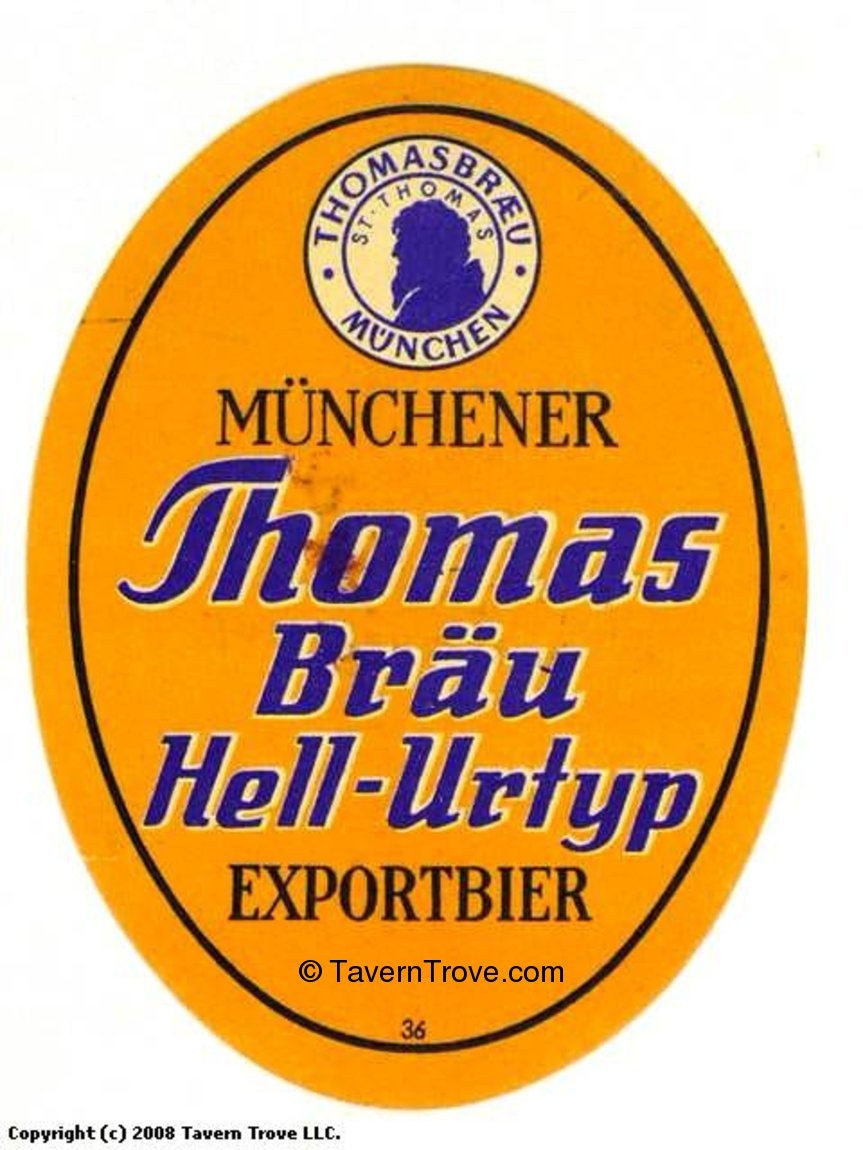 THOMASBRÆU
ST. THOMAS
MÜNCHEN
MÜNCHENER
Thomas
Bräu
Hell-Urtyp
EXPORTBIER
© TavernTrove.com
36
Copyright (c) 2008 Tavern Trove LLC.